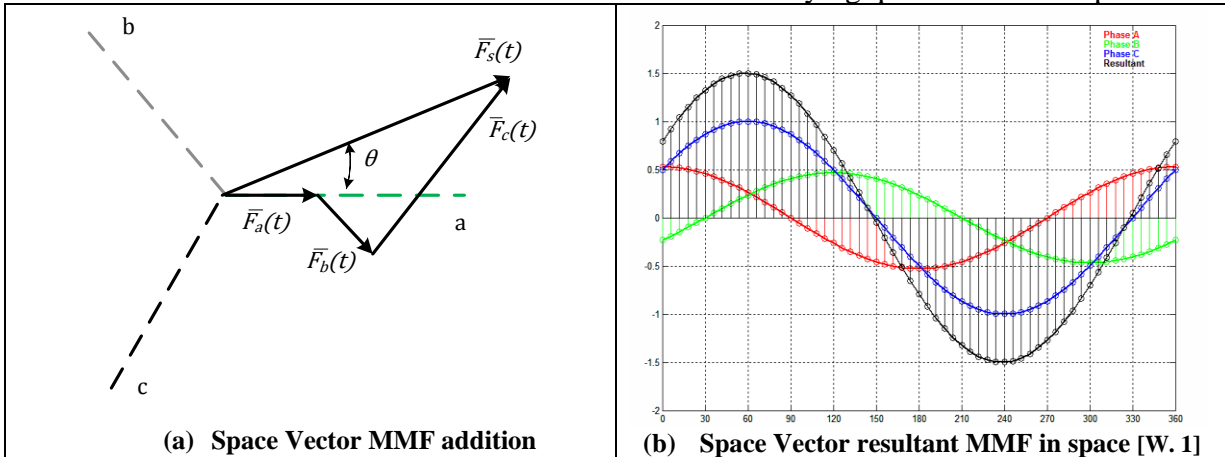 b
F̅s(t)
F̅c(t)
θ
F̅a(t)
a
F̅b(t)
c
(a) Space Vector MMF addition
2
1.5
1
0.5
0
-0.5
-1
-1.5
-2
0 30 60 90 120 150 180 210 240 270 300 330 360
Phase A
Phase B
Phase C
Resultant
(b) Space Vector resultant MMF in space [W. 1]